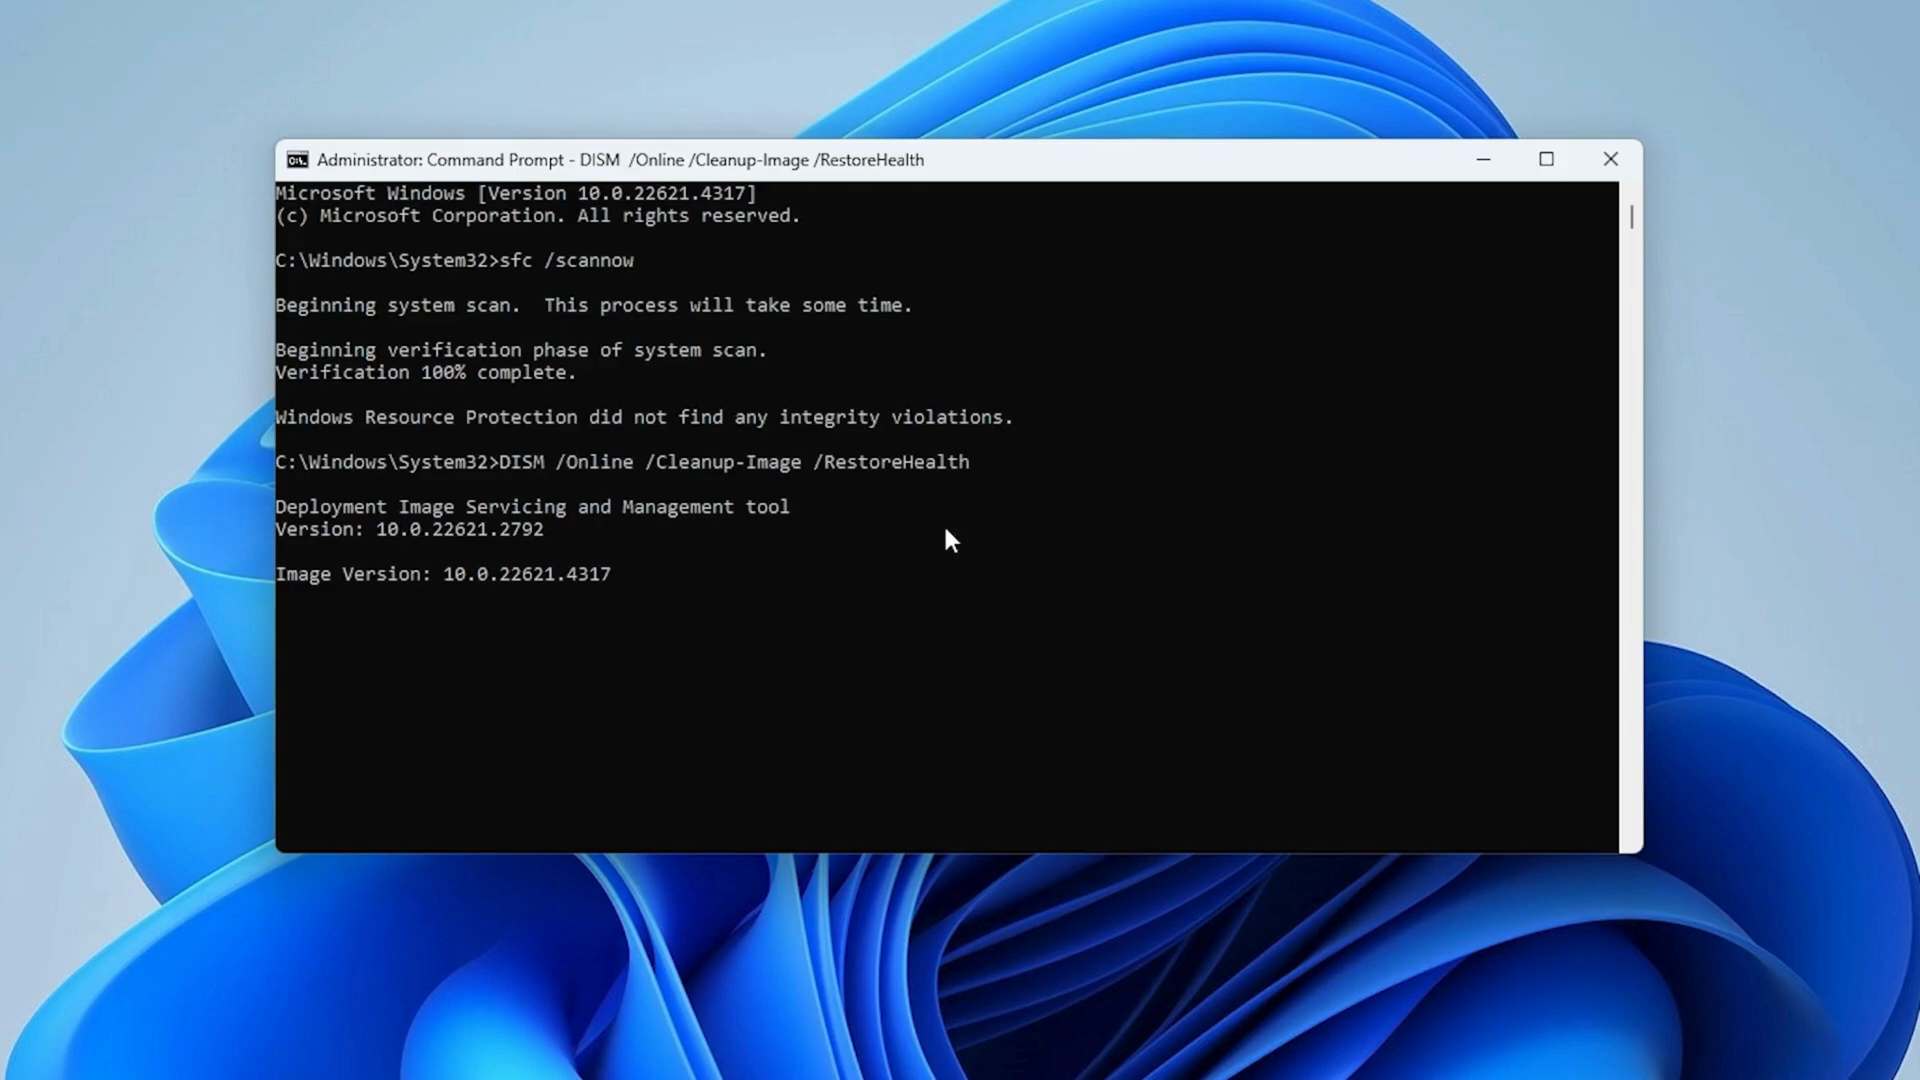 Administrator: Command Prompt - DISM  /Online /Cleanup-Image /RestoreHealth
Microsoft Windows [Version 10.0.22621.4317]
(c) Microsoft Corporation. All rights reserved.
C:\Windows\System32>sfc /scannow
Beginning system scan.  This process will take some time.
Beginning verification phase of system scan.
Verification 100% complete.
Windows Resource Protection did not find any integrity violations.
C:\Windows\System32>DISM /Online /Cleanup-Image /RestoreHealth
Deployment Image Servicing and Management tool
Version: 10.0.22621.2792
Image Version: 10.0.22621.4317